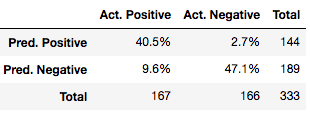 Act. Positive Act. Negative Total
Pred. Positive 40.5% 2.7% 144
Pred. Negative 9.6% 47.1% 189
Total 167 166 333